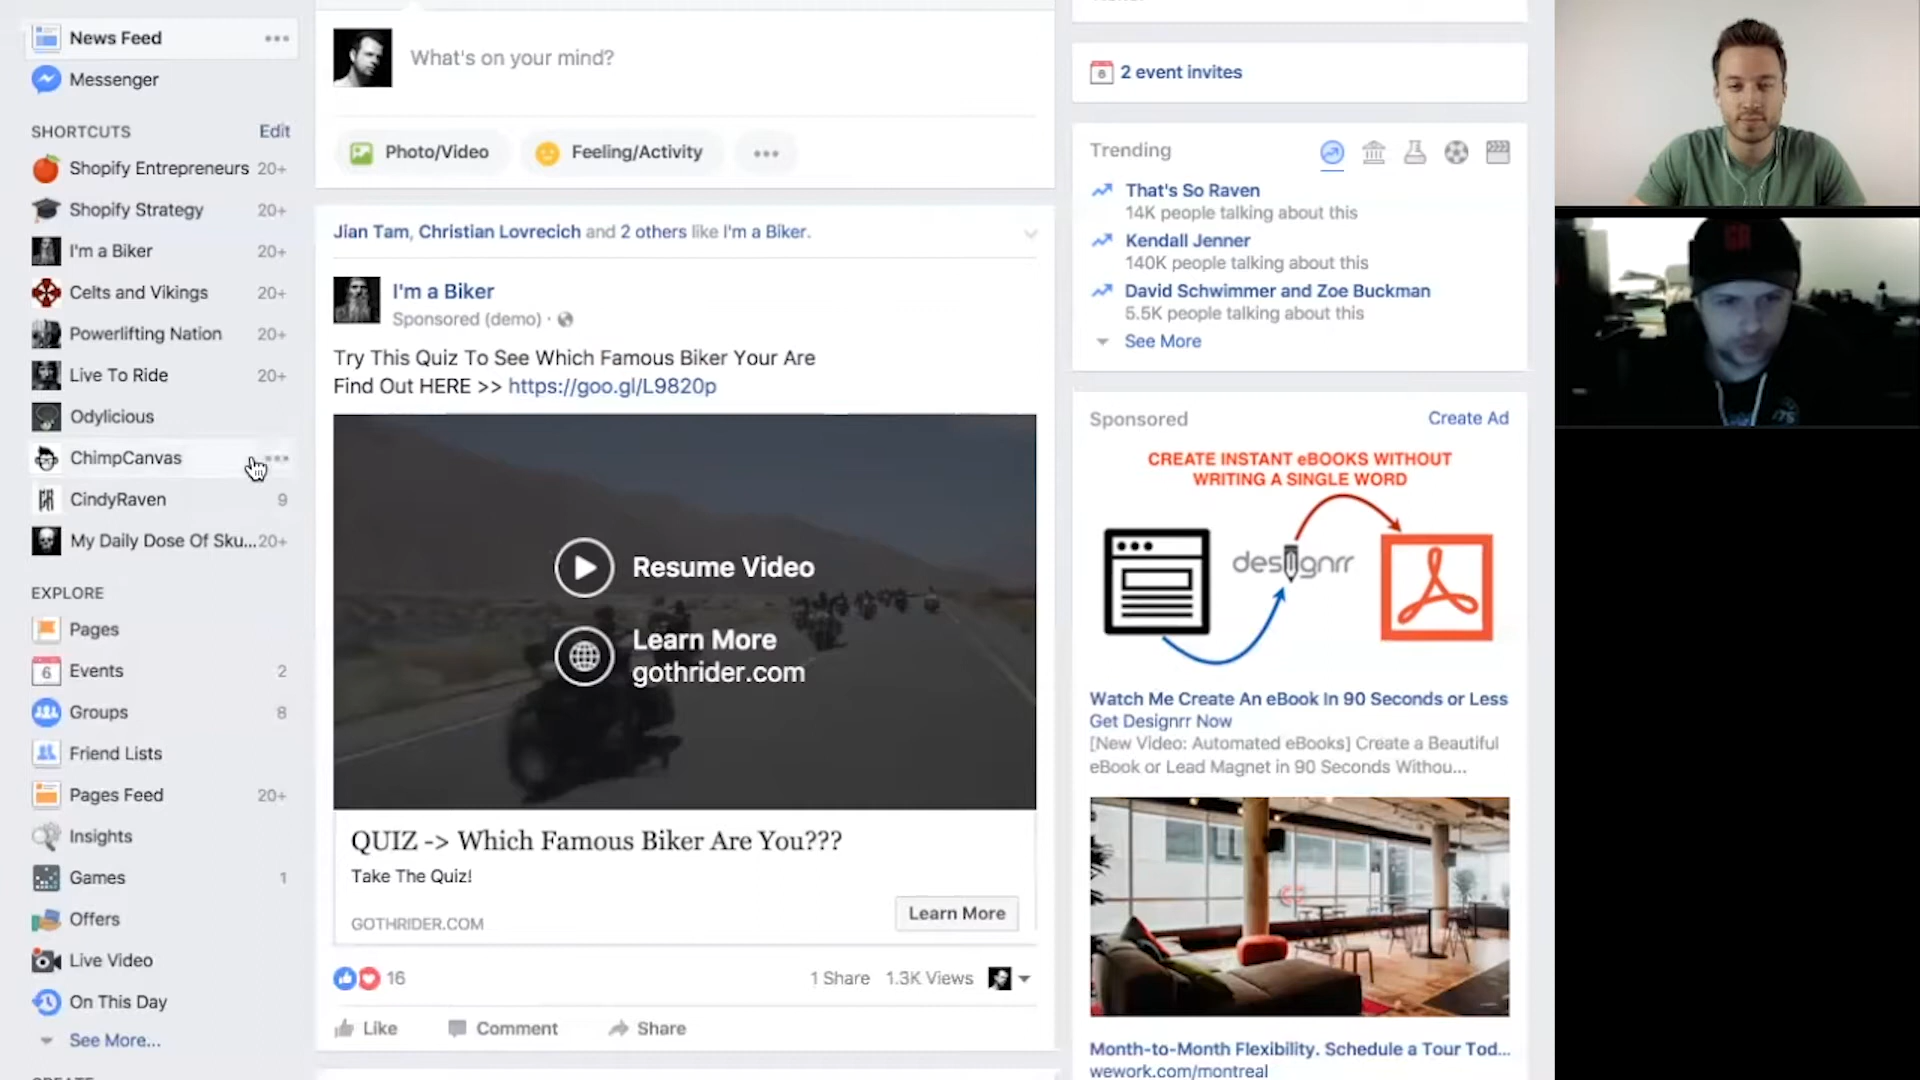 News Feed
Messenger
SHORTCUTS Edit
Shopify Entrepreneurs 20+
Shopify Strategy 20+
I'm a Biker 20+
Celts and Vikings 20+
Powerlifting Nation 20+
Live To Ride 20+
Odylicious
ChimpCanvas
CindyRaven 9
My Daily Dose Of Sku...20+
EXPLORE
Pages
6
Events 2
Groups 8
Friend Lists
Pages Feed 20+
Insights
Games 1
Offers
Live Video
On This Day
See More...
What's on your mind?
Photo/Video
Feeling/Activity
Jian Tam, Christian Lovrecich and 2 others like I'm a Biker.
I'm a Biker
Sponsored (demo) ·
Try This Quiz To See Which Famous Biker Your Are
Find Out HERE >> https://goo.gl/L9820p
Resume Video
Learn More
gothrider.com
QUIZ -> Which Famous Biker Are You???
Take The Quiz!
GOTHRIDER.COM
Learn More
16
1 Share 1.3K Views
Like Comment Share
2 event invites
Trending
That's So Raven
14K people talking about this
Kendall Jenner
140K people talking about this
David Schwimmer and Zoe Buckman
5.5K people talking about this
See More
Sponsored Create Ad
CREATE INSTANT eBOOKS WITHOUT
WRITING A SINGLE WORD
designrr
Watch Me Create An eBook In 90 Seconds or Less
Get Designrr Now
[New Video: Automated eBooks] Create a Beautiful
eBook or Lead Magnet in 90 Seconds Withou...
Month-to-Month Flexibility. Schedule a Tour Tod...
wework.com/montreal